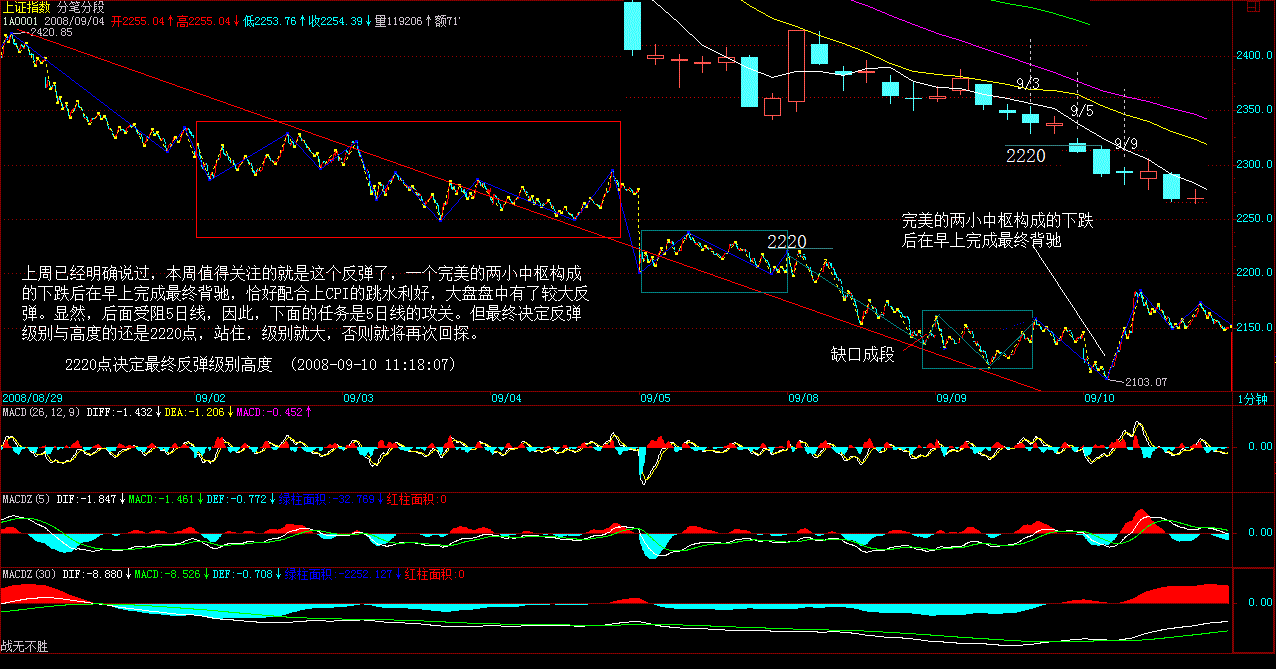 上证指数 分笔分段
1A0001 2008/09/04 开2255.04↑高2255.04↓低2253.76↑收2254.39↓量119206↑额71'
2420.85
2400.0
9/3
2350.0
9/5
9/9
2220
2300.0
2250.0
完美的两小中枢构成的下跌
后在早上完成最终背驰
2220
上周已经明确说过，本周值得关注的就是这个反弹了，一个完美的两小中枢构成
的下跌后在早上完成最终背驰，恰好配合上CPI的跳水利好，大盘盘中有了较大反
弹。显然，后面受阻5日线，因此，下面的任务是5日线的攻关。但最终决定反弹
级别与高度的还是2220点，站住，级别就大，否则就将再次回探。
2200.0
2150.0
缺口成段
2220点决定最终反弹级别高度 (2008-09-10 11:18:07)
2103.07
2008/08/29 09/02 09/03 09/04 09/05 09/08 09/09 09/10 1分钟
MACD(26,12,9) DIFF:-1.432↓DEA:-1.206↓MACD:-0.452↑
0.00
MACDZ(5) DIF:-1.847↓MACD:-1.461↓DEF:-0.772↓绿柱面积:-32.789↓红柱面积:0
0.00
MACDZ(30) DIF:-8.880↓MACD:-8.526↓DEF:-0.708↓绿柱面积:-2252.127↓红柱面积:0
0.00
战无不胜